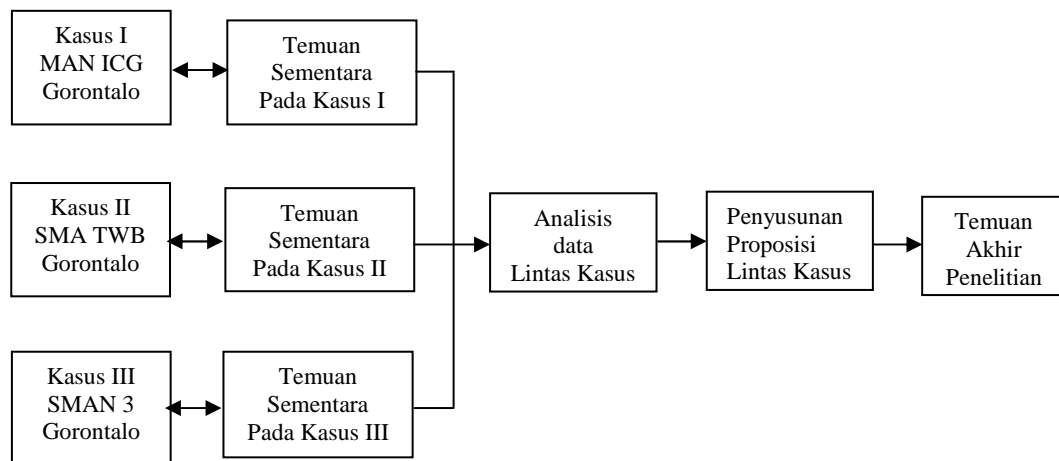 Kasus I
MAN ICG
Gorontalo
Temuan
Sementara
Pada Kasus I
Kasus II
SMA TWB
Gorontalo
Temuan
Sementara
Pada Kasus II
Kasus III
SMAN 3
Gorontalo
Temuan
Sementara
Pada Kasus III
Analisis
data
Lintas Kasus
Penyusunan
Proposisi
Lintas Kasus
Temuan
Akhir
Penelitian